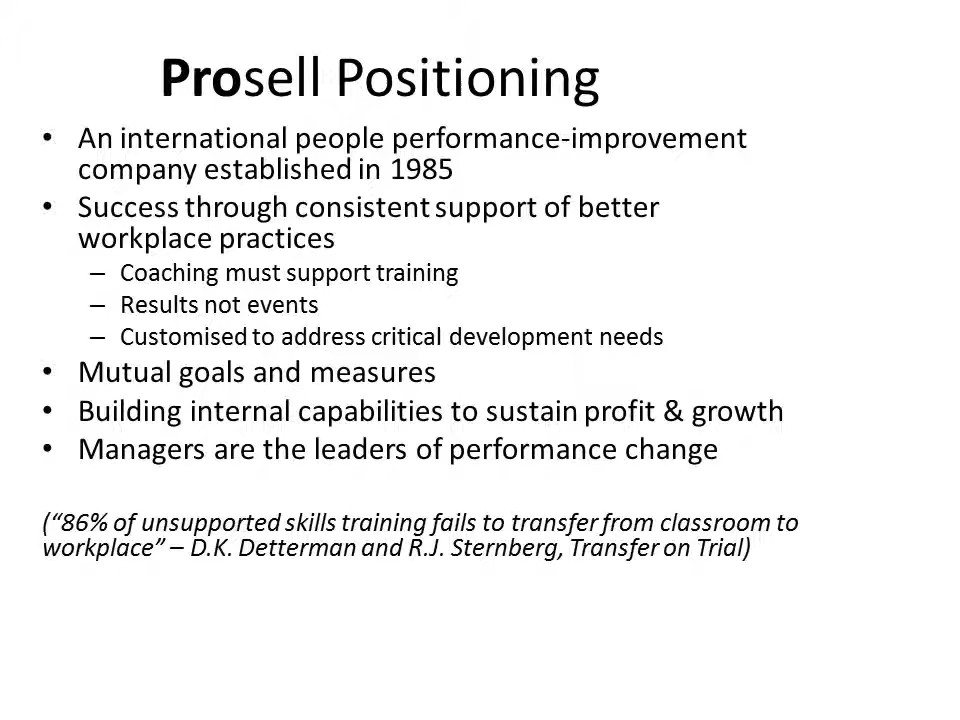 Prosell Positioning
• An international people performance-improvement
company established in 1985
• Success through consistent support of better
workplace practices
– Coaching must support training
– Results not events
– Customised to address critical development needs
• Mutual goals and measures
• Building internal capabilities to sustain profit & growth
• Managers are the leaders of performance change
(“86% of unsupported skills training fails to transfer from classroom to
workplace” – D.K. Detterman and R.J. Sternberg, Transfer on Trial)